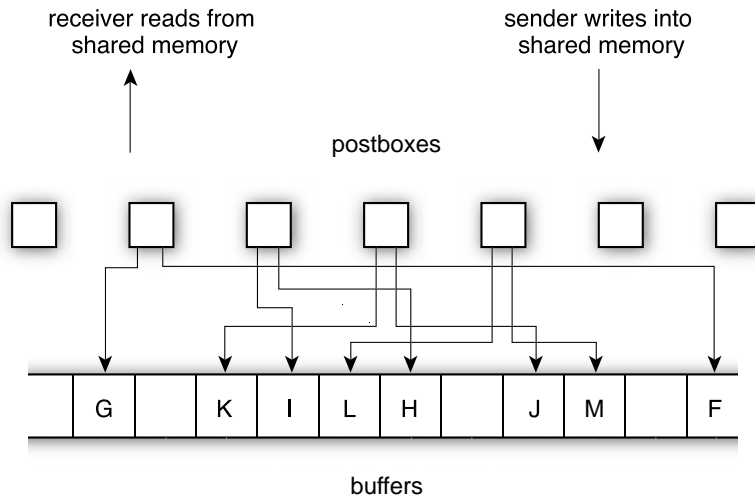 receiver reads from
shared memory
sender writes into
shared memory
postboxes
G K I L H J M F
buffers